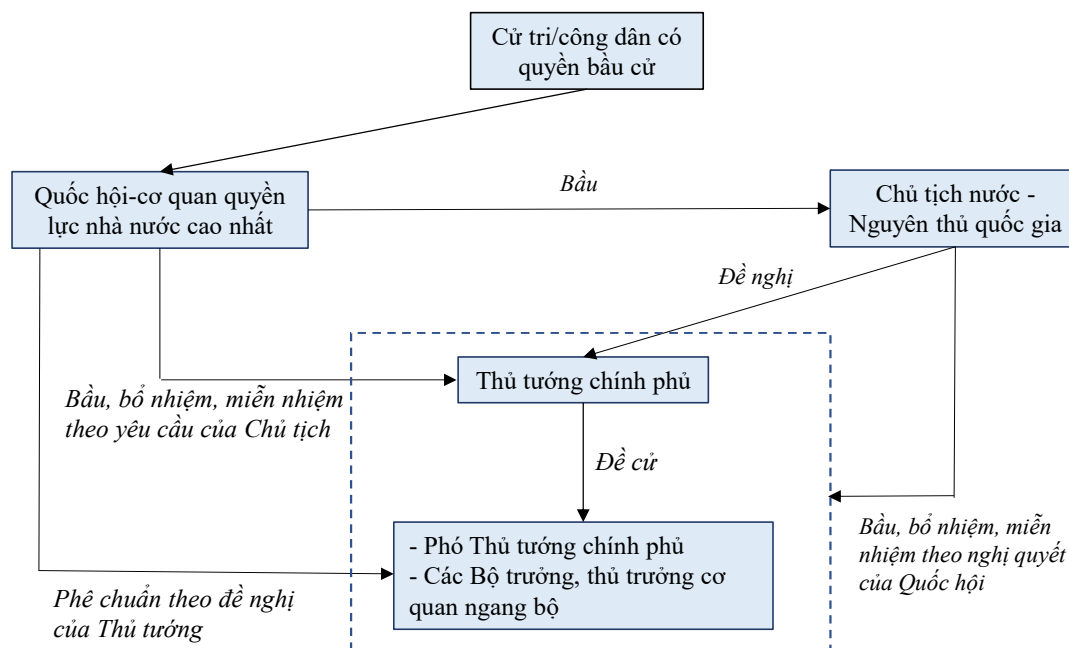 Cử tri/công dân có
quyền bầu cử
Bầu
Quốc hội-cơ quan quyền
lực nhà nước cao nhất
Chủ tịch nước -
Nguyên thủ quốc gia
Đề nghị
Thủ tướng chính phủ
Bầu, bổ nhiệm, miễn nhiệm
theo yêu cầu của Chủ tịch
Đề cử
- Phó Thủ tướng chính phủ
- Các Bộ trưởng, thủ trưởng cơ
quan ngang bộ
Bầu, bổ nhiệm, miễn
nhiệm theo nghị quyết
của Quốc hội
Phê chuẩn theo đề nghị
của Thủ tướng